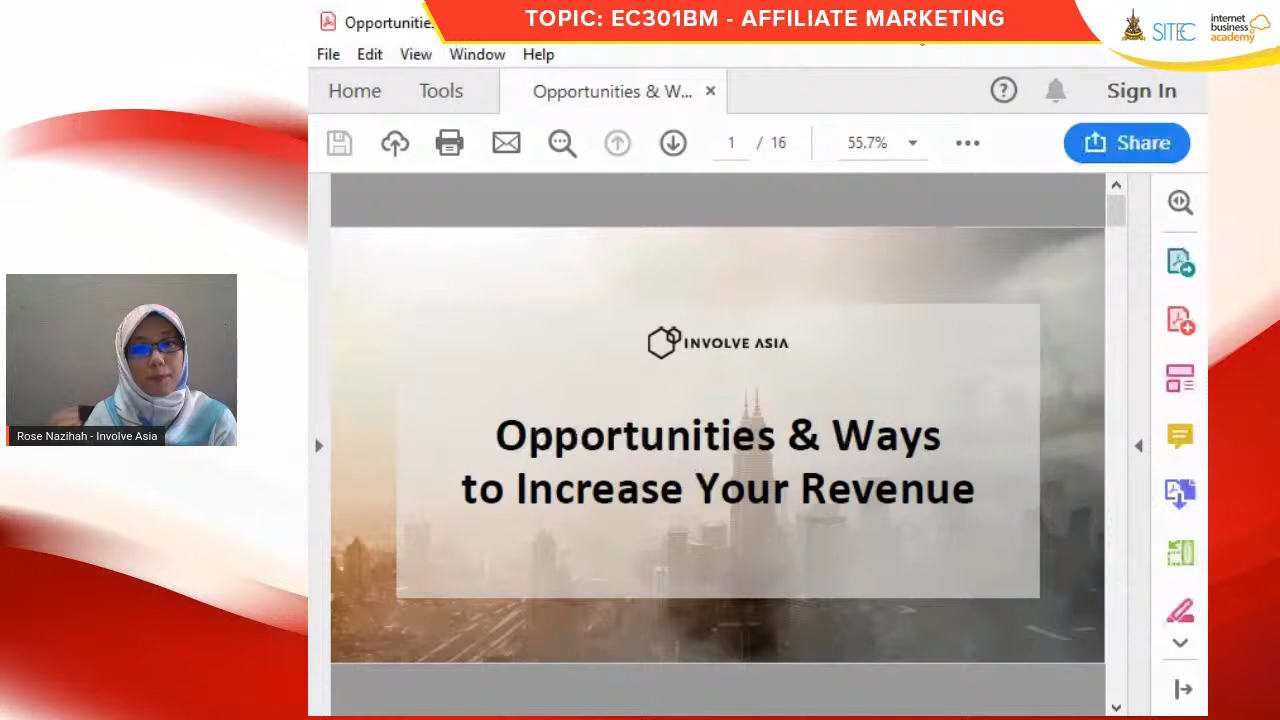 TOPIC: EC301BM - AFFILIATE MARKETING
SITEC
internet
business
academy
Opportunities
File Edit View Window Help
Home Tools Opportunities & W... ×
Sign In
1 / 16 55.7%
Share
INVOLVE ASIA
Opportunities & Ways
to Increase Your Revenue
Rose Nazihah - Involve Asia